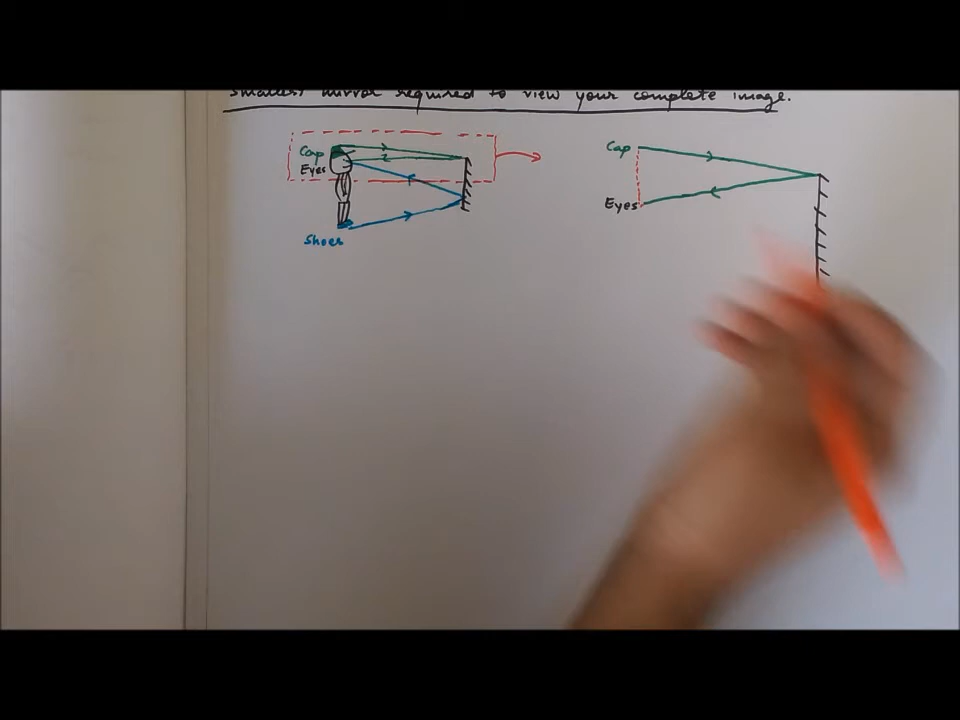 smallest mirror required to view your complete image.
Cap
Eyes
Shoes
Cap
Eyes